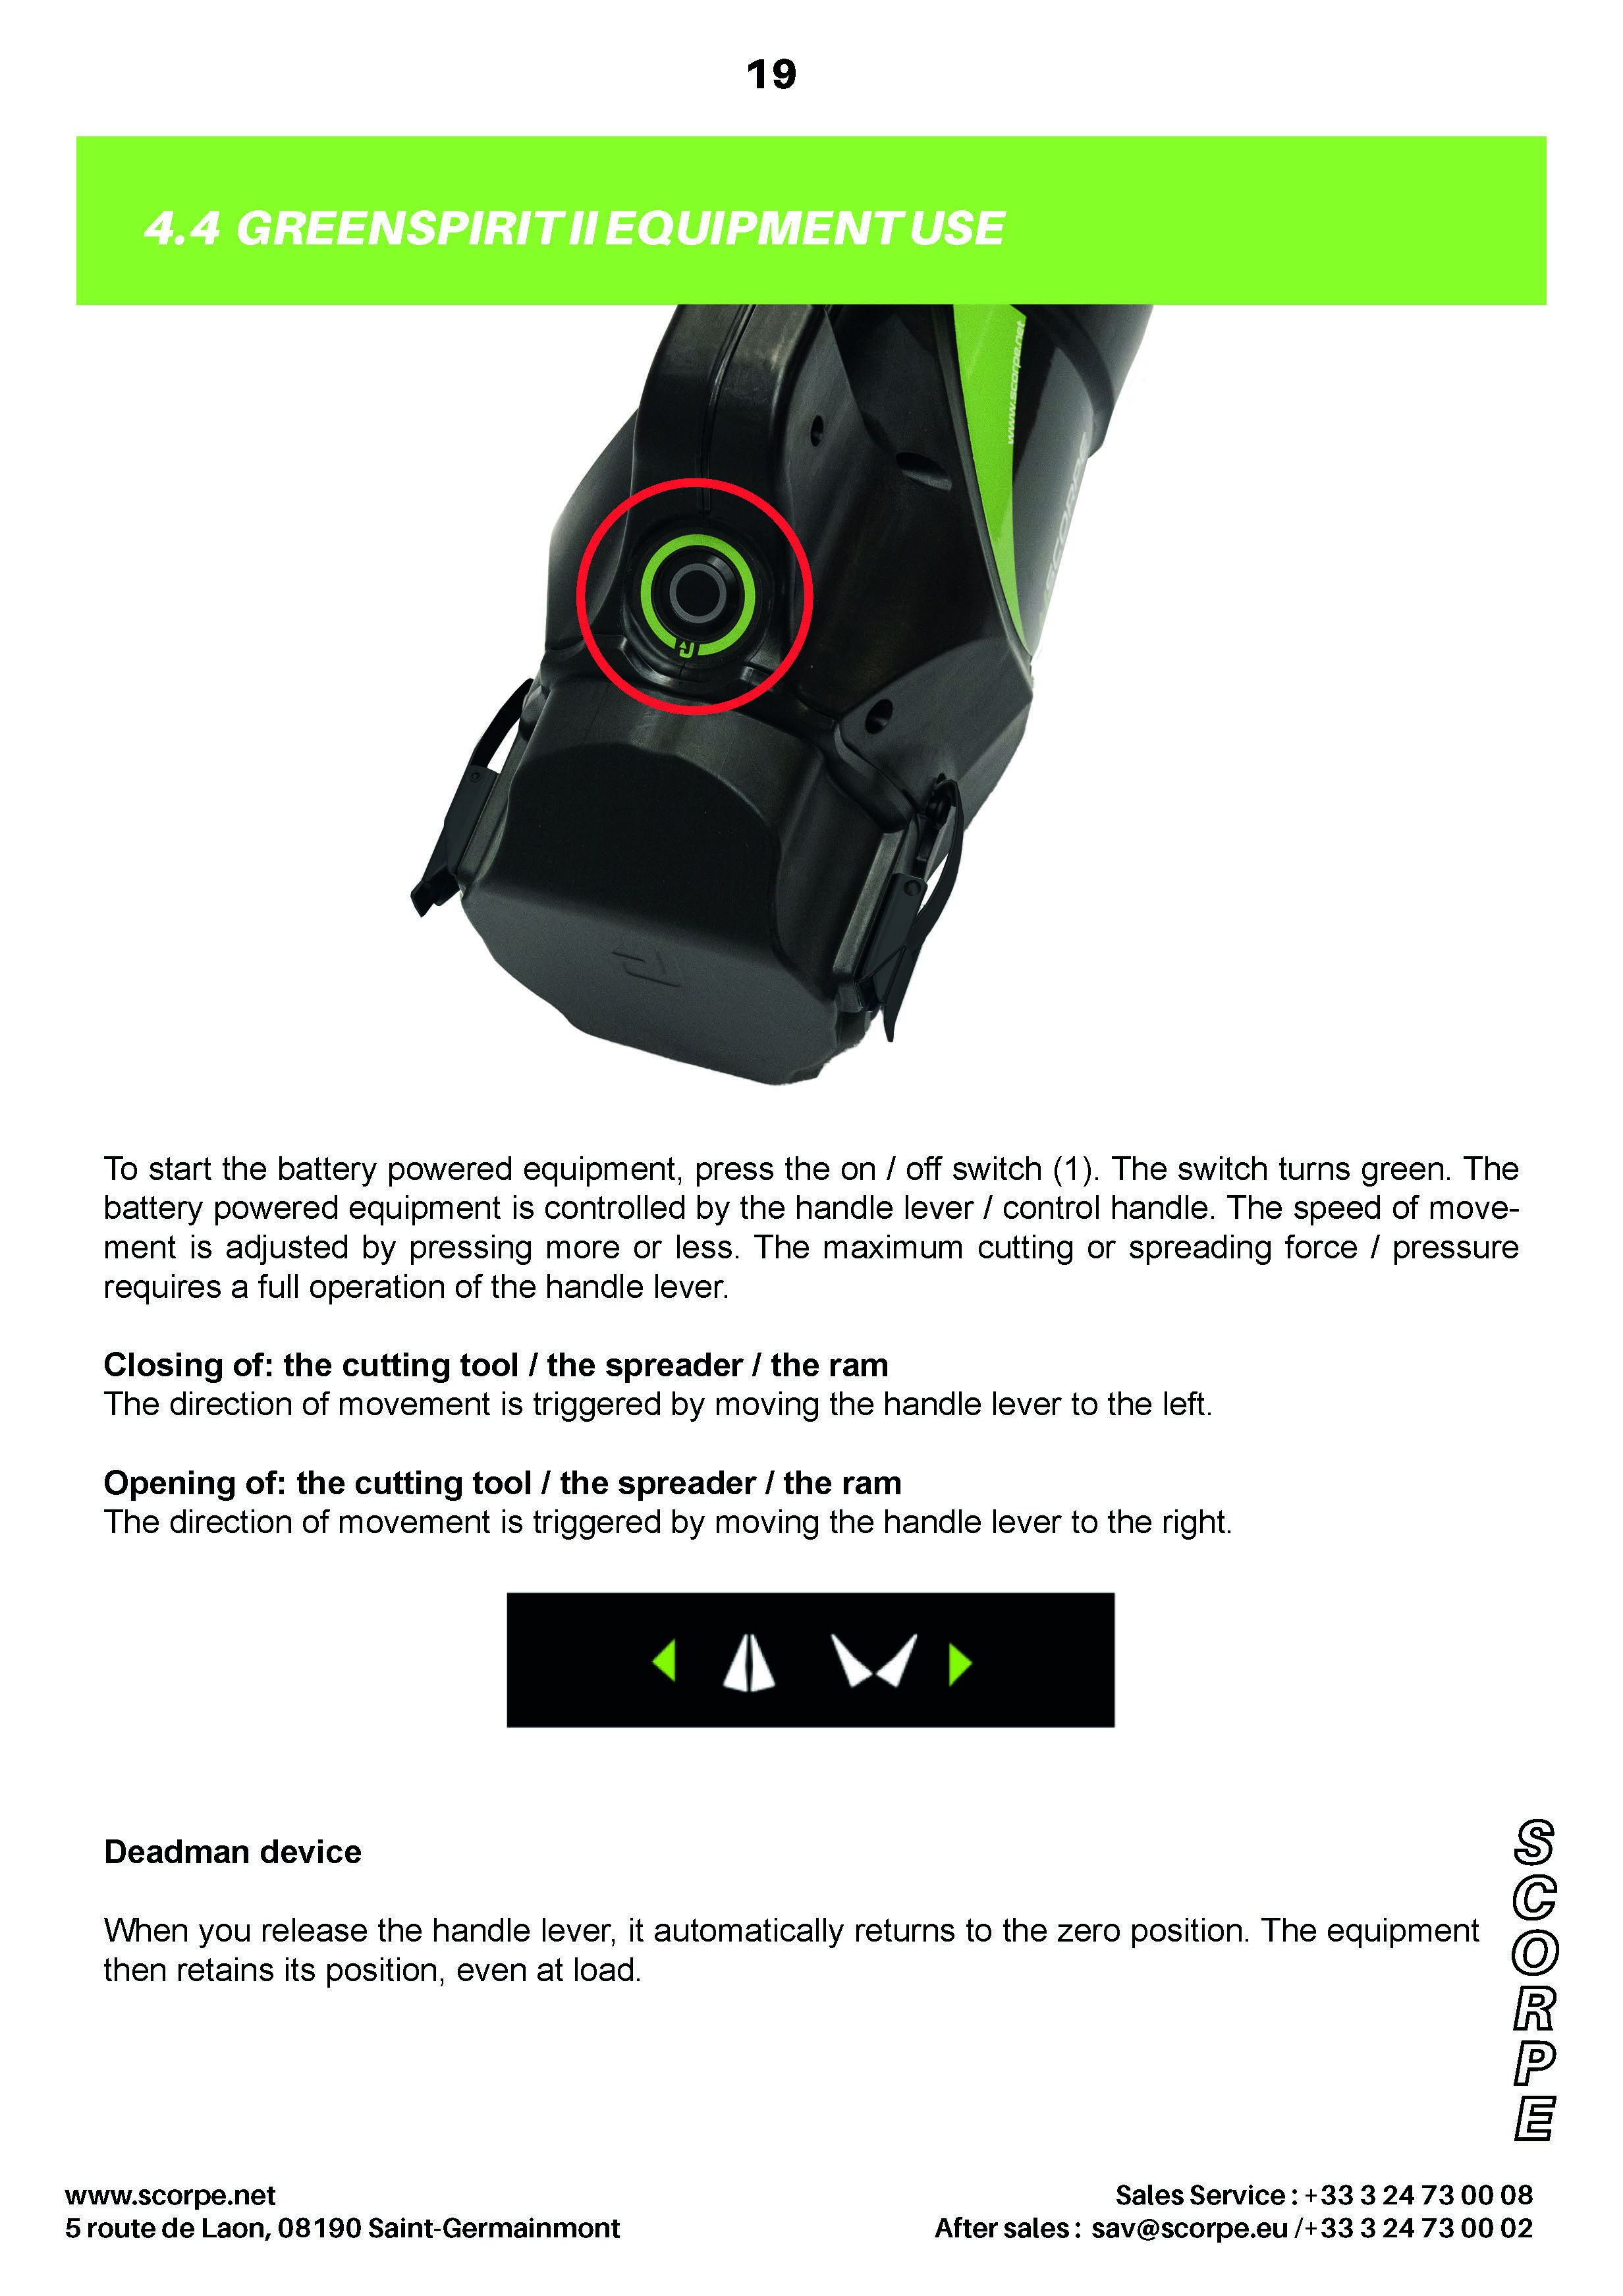 19
4.4 GREENSPIRIT II EQUIPMENT USE
www.scorpe.net
SCORPE
To start the battery powered equipment, press the on / off switch (1). The switch turns green. The
battery powered equipment is controlled by the handle lever / control handle. The speed of move-
ment is adjusted by pressing more or less. The maximum cutting or spreading force / pressure
requires a full operation of the handle lever.
Closing of: the cutting tool / the spreader / the ram
The direction of movement is triggered by moving the handle lever to the left.
Opening of: the cutting tool / the spreader / the ram
The direction of movement is triggered by moving the handle lever to the right.
Deadman device
When you release the handle lever, it automatically returns to the zero position. The equipment
then retains its position, even at load.
SCORPE
www.scorpe.net
5 route de Laon, 08190 Saint-Germainmont
Sales Service : +33 3 24 73 00 08
After sales : sav@scorpe.eu /+33 3 24 73 00 02